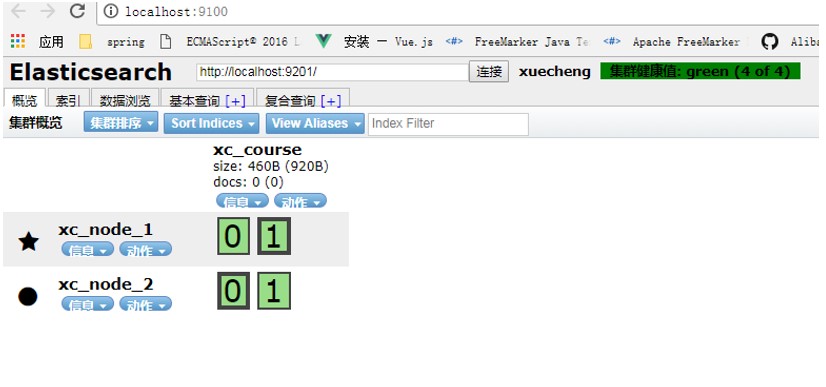 localhost:9100
应用 spring ECMAScript® 2016 L 安装 — Vue.js FreeMarker Java Te Apache FreeMarker Aliba
Elasticsearch http://localhost:9201/ 连接 xuecheng 集群健康值: green (4 of 4)
概览 索引 数据浏览 基本查询 [+] 复合查询 [+]
集群概览 集群排序 Sort Indices View Aliases Index Filter
xc_course
size: 460B (920B)
docs: 0 (0)
信息 动作
xc_node_1 0 1
信息 动作
xc_node_2 0 1
信息 动作